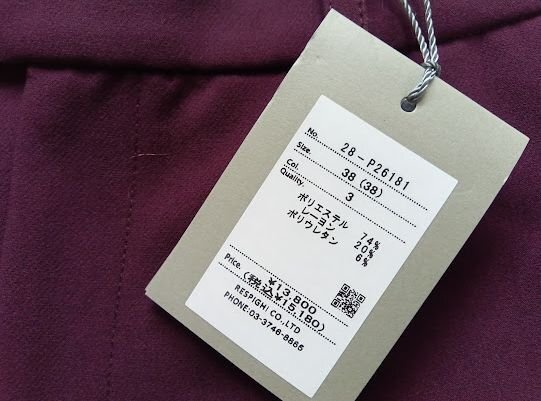 No. 28-P26181
Size. 38 (38)
Col. 3
Quality.
ポリエステル 74%
レーヨン 20%
ポリウレタン 6%
Price. ¥13,800
(税込¥15,180)
RESPIGHI CO.,LTD
PHONE:03-3746-8865